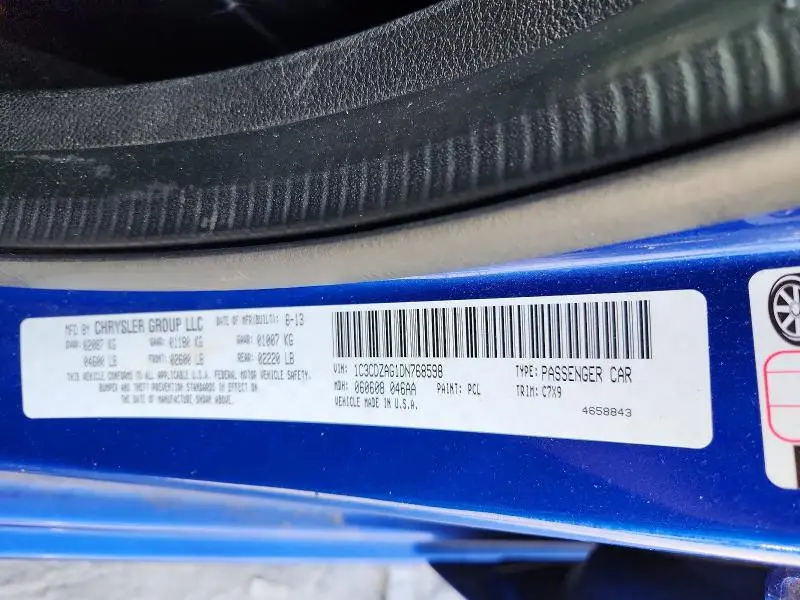 MFD BY CHRYSLER GROUP LLC DATE OF MFR(BUILT): 6-13
GVWR: 02087 KG GAWR: 01180 KG GAWR: 01007 KG
04600 LB FRONT: 02600 LB REAR: 02220 LB
THIS VEHICLE CONFORMS TO ALL APPLICABLE U.S.A. FEDERAL MOTOR VEHICLE SAFETY,
BUMPER AND THEFT PREVENTION STANDARDS IN EFFECT ON
THE DATE OF MANUFACTURE SHOWN ABOVE.
VIN: 1C3CDZAG1DN768598 TYPE: PASSENGER CAR
MDH: 060608 046AA PAINT: PCL TRIM: C7X9
VEHICLE MADE IN U.S.A. 4658843